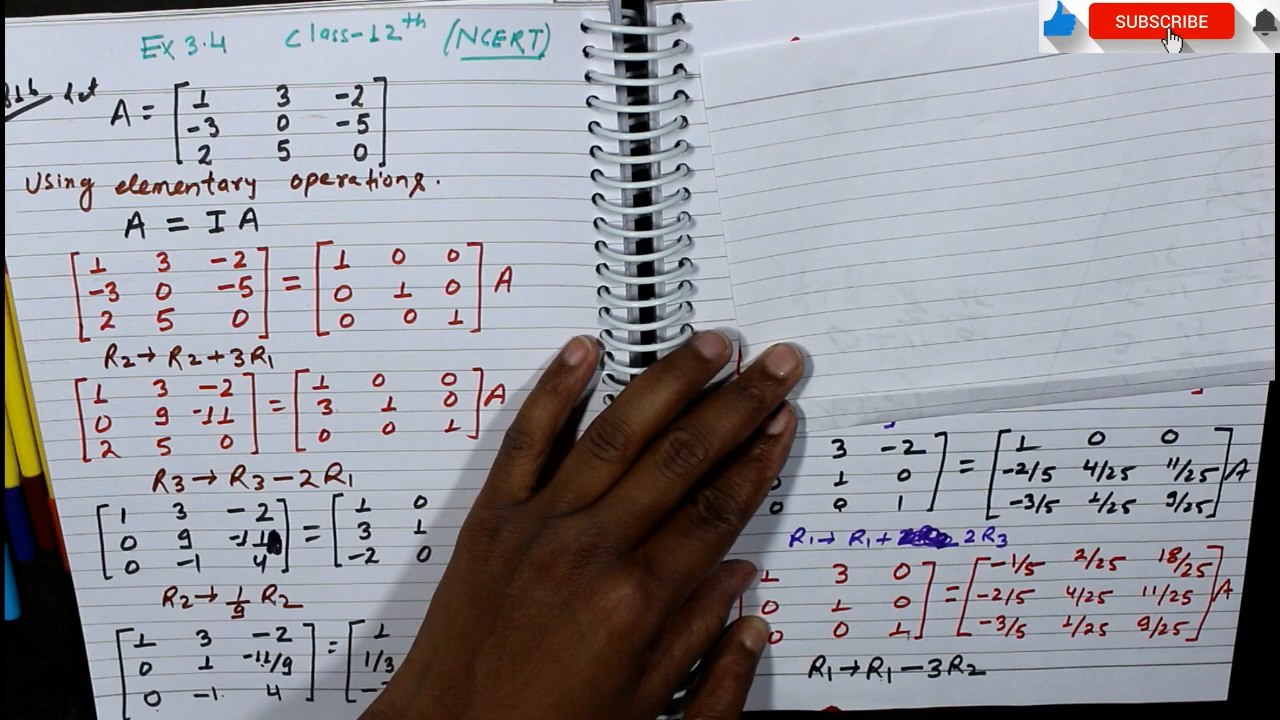 SUBSCRIBE
Ex 3.4 Class-12th (NCERT)
let A = [1 3 -2
-3 0 -5
2 5 0]
Using elementary operations.
A = I A
[1 3 -2
-3 0 -5
2 5 0] = [1 0 0
0 1 0
0 0 1] A
R2 → R2 + 3R1
[1 3 -2
0 9 -11
2 5 0] = [1 0 0
3 1 0
0 0 1] A
R3 → R3 - 2R1
[1 3 -2
0 9 -11
0 -1 4] = [1 0
3 1
-2 0
R2 → 1/9 R2
[1 3 -2
0 1 -11/9
0 -1 4] = [1
1/3
3 -2
1 0
0 0 1] = [1 0 0
-2/5 4/25 11/25
-3/5 1/25 9/25] A
R1 → R1 + 2R3
1 3 0
0 1 0
0 0 1] = [-1/5 2/25 18/25
-2/5 4/25 11/25
-3/5 1/25 9/25] A
R1 → R1 - 3R2